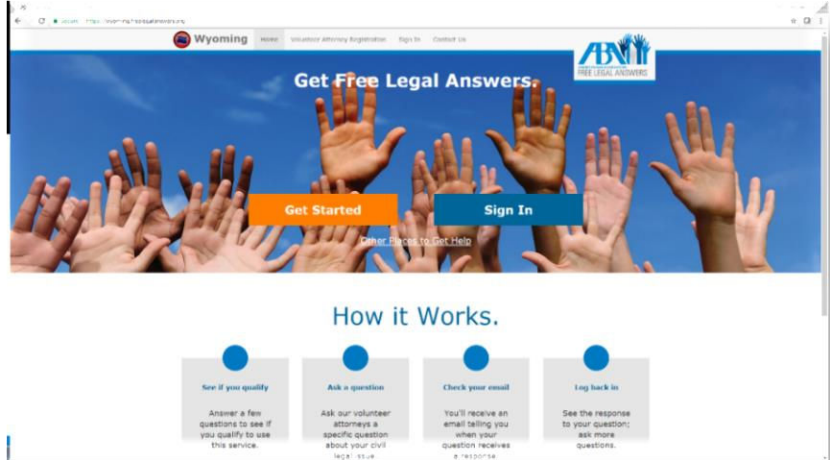 Wyoming Home Volunteer Attorney Registration Sign In Contact Us
ABA
FREE LEGAL ANSWERS
Get Free Legal Answers.
Get Started
Sign In
Other Places to Get Help
How it Works.
See if you qualify
Answer a few
questions to see if
you qualify to use
this service.
Ask a question
Ask our volunteer
attorneys a
specific question
about your civil
legal issue
Check your email
You'll receive an
email telling you
when your
question receives
a response.
Log back in
See the response
to your question;
ask more
questions.